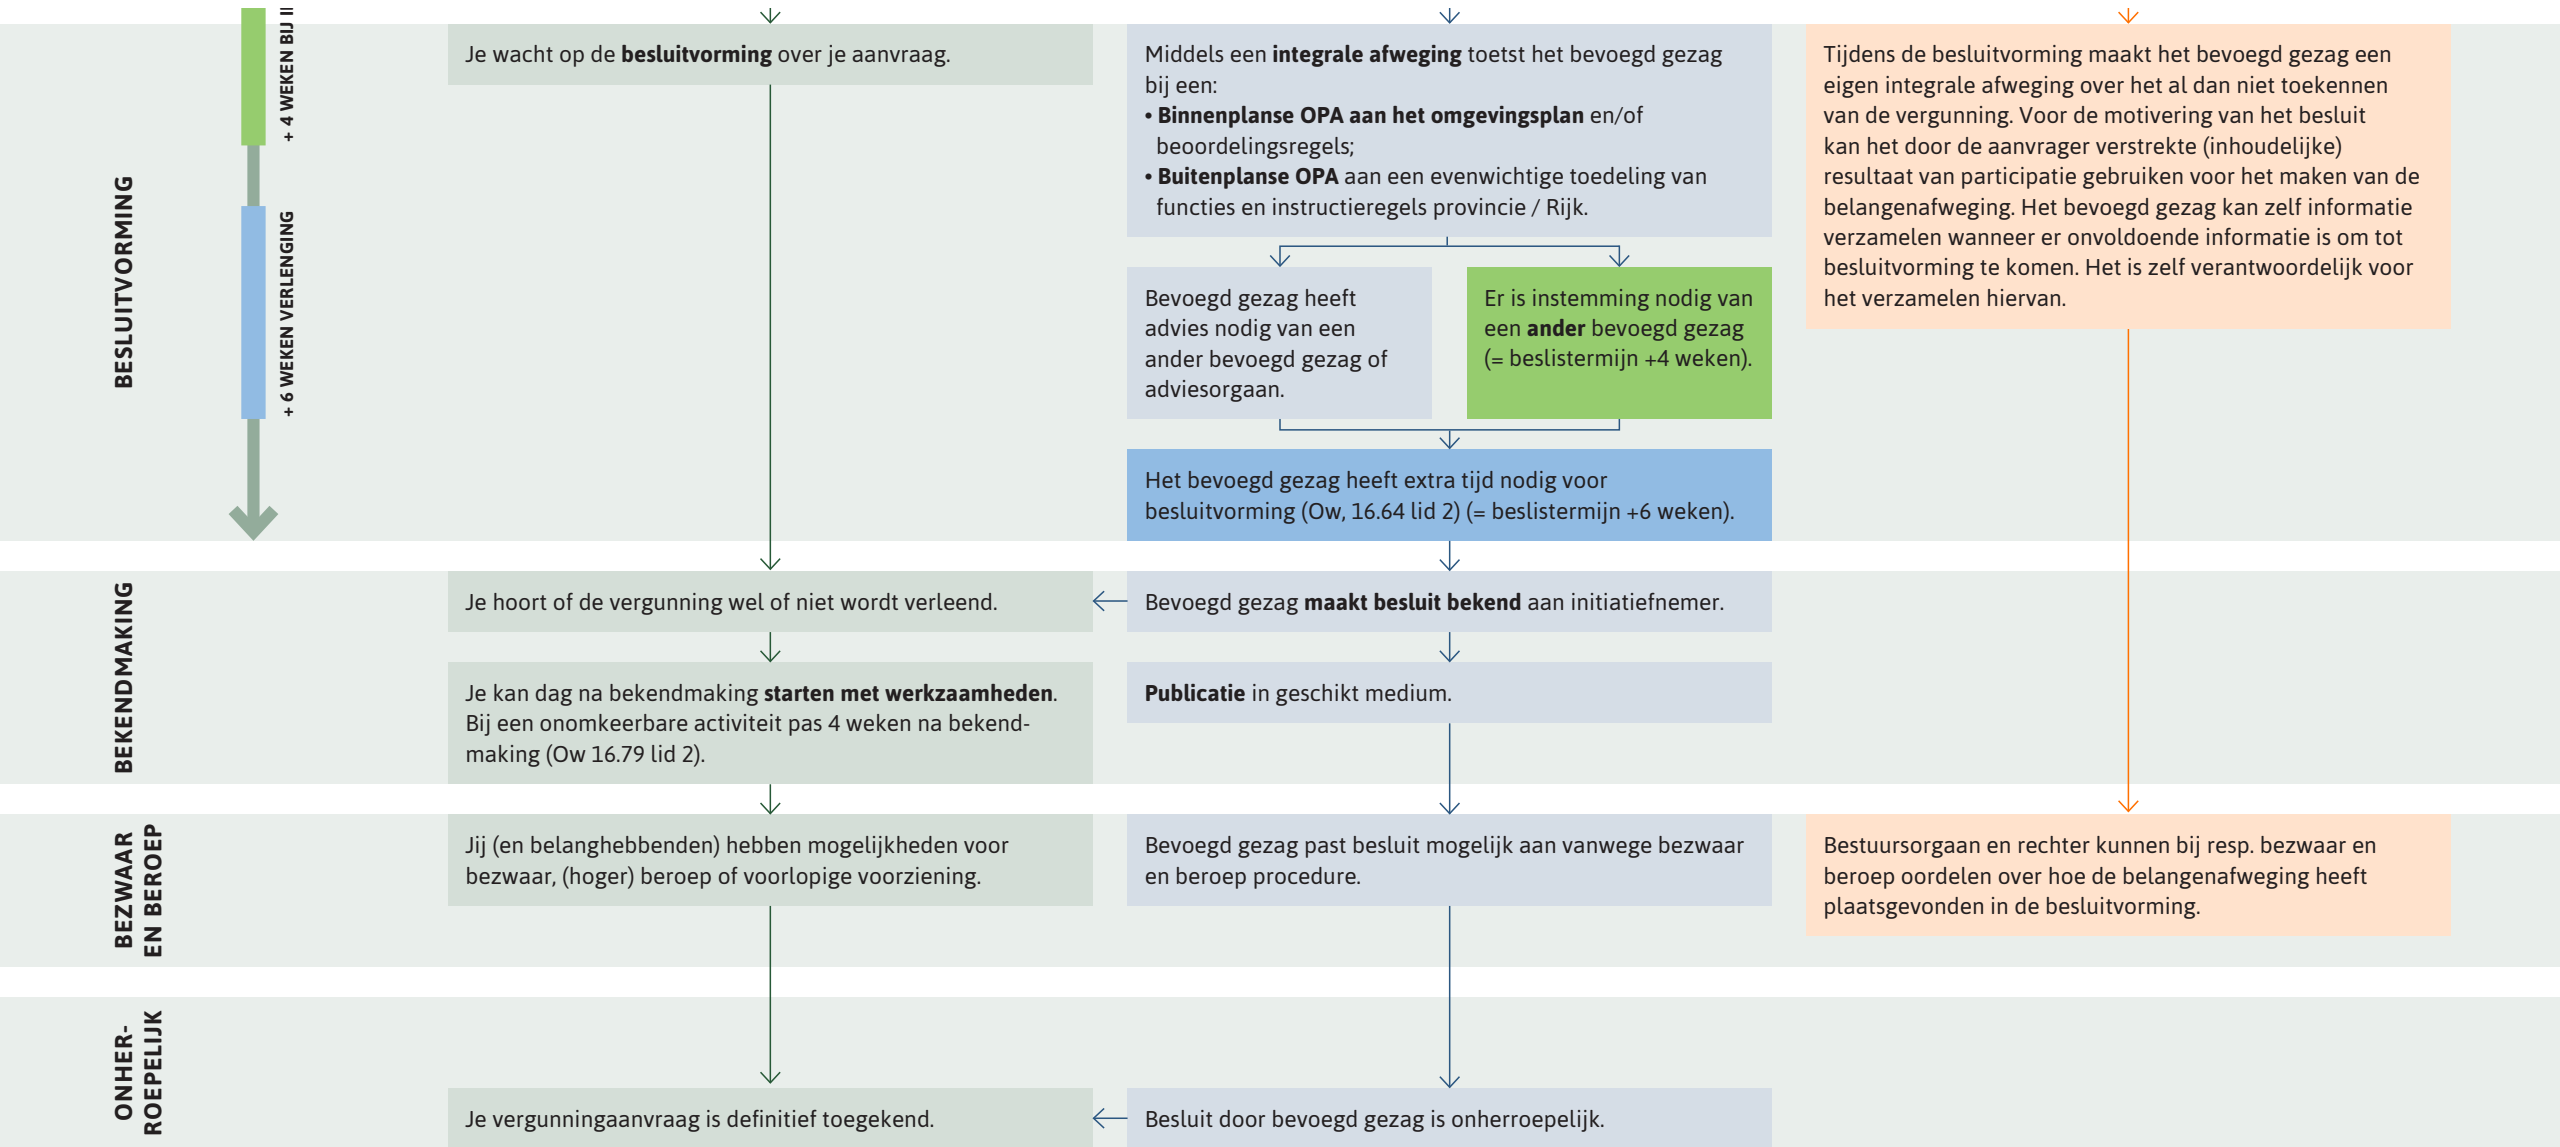 BESLUITVORMING
+ 4 WEKEN BIJ
+ 6 WEKEN VERLENGING
Je wacht op de besluitvorming over je aanvraag.
Middels een integrale afweging toetst het bevoegd gezag
bij een:
• Binnenplanse OPA aan het omgevingsplan en/of
beoordelingsregels;
• Buitenplanse OPA aan een evenwichtige toedeling van
functies en instructieregels provincie / Rijk.
Bevoegd gezag heeft
advies nodig van een
ander bevoegd gezag of
adviesorgaan.
Er is instemming nodig van
een ander bevoegd gezag
(= beslistermijn +4 weken).
Het bevoegd gezag heeft extra tijd nodig voor
besluitvorming (Ow, 16.64 lid 2) (= beslistermijn +6 weken).
Tijdens de besluitvorming maakt het bevoegd gezag een
eigen integrale afweging over het al dan niet toekennen
van de vergunning. Voor de motivering van het besluit
kan het door de aanvrager verstrekte (inhoudelijke)
resultaat van participatie gebruiken voor het maken van de
belangenafweging. Het bevoegd gezag kan zelf informatie
verzamelen wanneer er onvoldoende informatie is om tot
besluitvorming te komen. Het is zelf verantwoordelijk voor
het verzamelen hiervan.
BEKENDMAKING
Je hoort of de vergunning wel of niet wordt verleend.
Bevoegd gezag maakt besluit bekend aan initiatiefnemer.
Je kan dag na bekendmaking starten met werkzaamheden.
Bij een onomkeerbare activiteit pas 4 weken na bekend-
making (Ow 16.79 lid 2).
Publicatie in geschikt medium.
BEZWAAR
EN BEROEP
Jij (en belanghebbenden) hebben mogelijkheden voor
bezwaar, (hoger) beroep of voorlopige voorziening.
Bevoegd gezag past besluit mogelijk aan vanwege bezwaar
en beroep procedure.
Bestuursorgaan en rechter kunnen bij resp. bezwaar en
beroep oordelen over hoe de belangenafweging heeft
plaatsgevonden in de besluitvorming.
ONHER-
ROEPELIJK
Je vergunningaanvraag is definitief toegekend.
Besluit door bevoegd gezag is onherroepelijk.